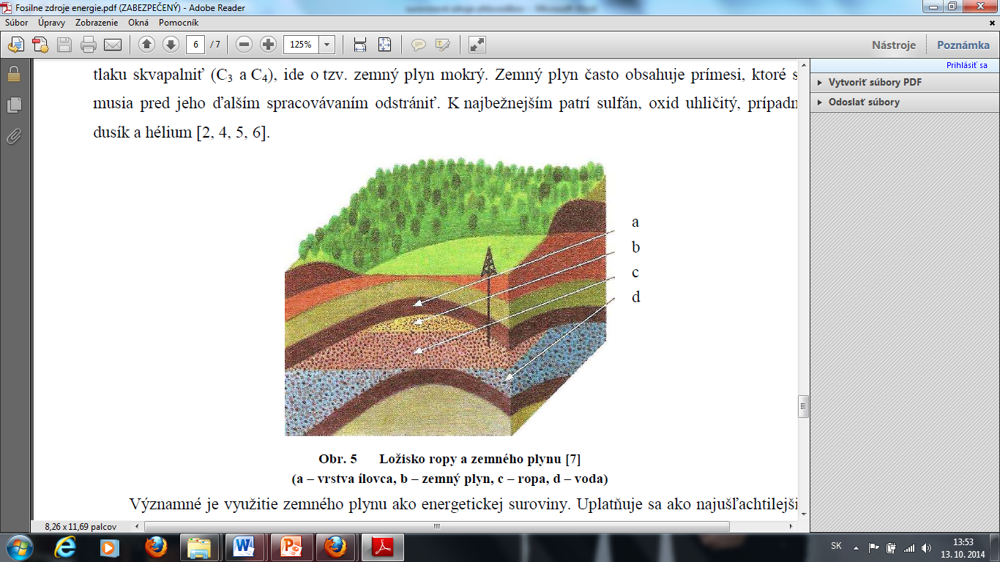 Fosilne zdroje energie.pdf (ZABEZPEČENÝ) - Adobe Reader
Súbor Úpravy Zobrazenie Okná Pomocník
6 / 7 125% Nástroje Poznámka
Prihlásiť sa
Vytvoriť súbory PDF
Odoslať súbory
tlaku skvapalniť (C3 a C4), ide o tzv. zemný plyn mokrý. Zemný plyn často obsahuje prímesi, ktoré s
musia pred jeho ďalším spracovávaním odstrániť. K najbežnejším patrí sulfán, oxid uhličitý, prípadn
dusík a hélium [2, 4, 5, 6].
a
b
c
d
Obr. 5 Ložisko ropy a zemného plynu [7]
(a – vrstva ílovca, b – zemný plyn, c – ropa, d – voda)
Významné je využitie zemného plynu ako energetickej suroviny. Uplatňuje sa ako najušľachtilejši
8,26 x 11,69 palcov
SK 13:53
13. 10. 2014